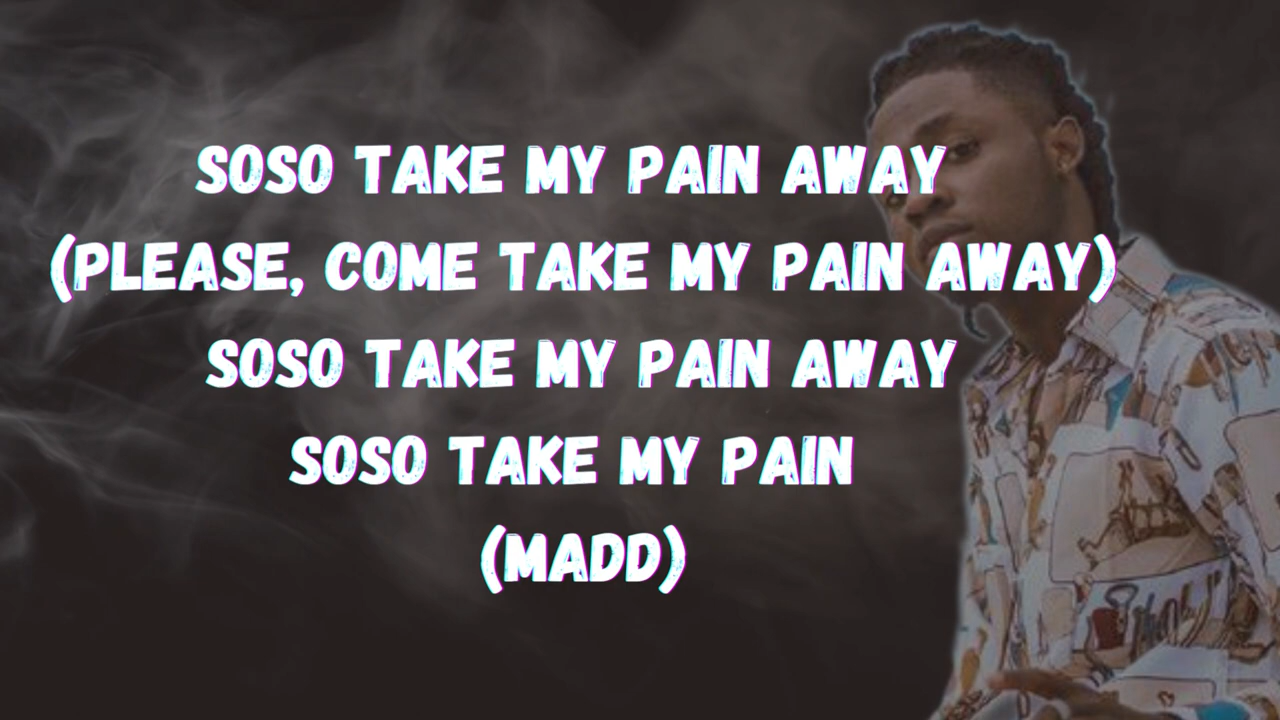 SOSO TAKE MY PAIN AWAY
(PLEASE, COME TAKE MY PAIN AWAY)
SOSO TAKE MY PAIN AWAY
SOSO TAKE MY PAIN
(MADD)